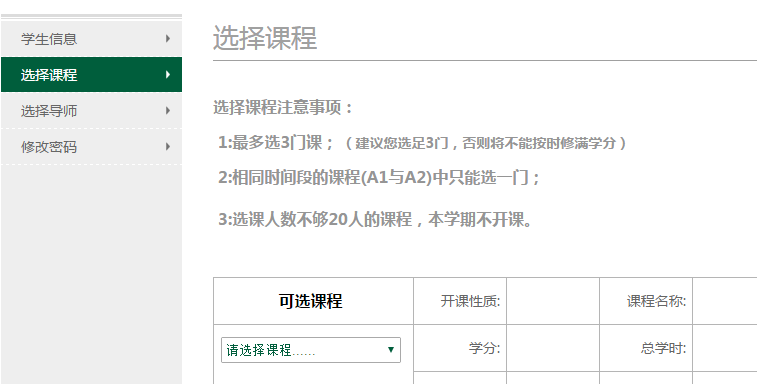 学生信息
选择课程
选择导师
修改密码
选择课程
选择课程注意事项：
1:最多选3门课；（建议您选足3门，否则将不能按时修满学分）
2:相同时间段的课程(A1与A2)中只能选一门；
3:选课人数不够20人的课程，本学期不开课。
可选课程 开课性质: 课程名称:
请选择课程...... 学分: 总学时: